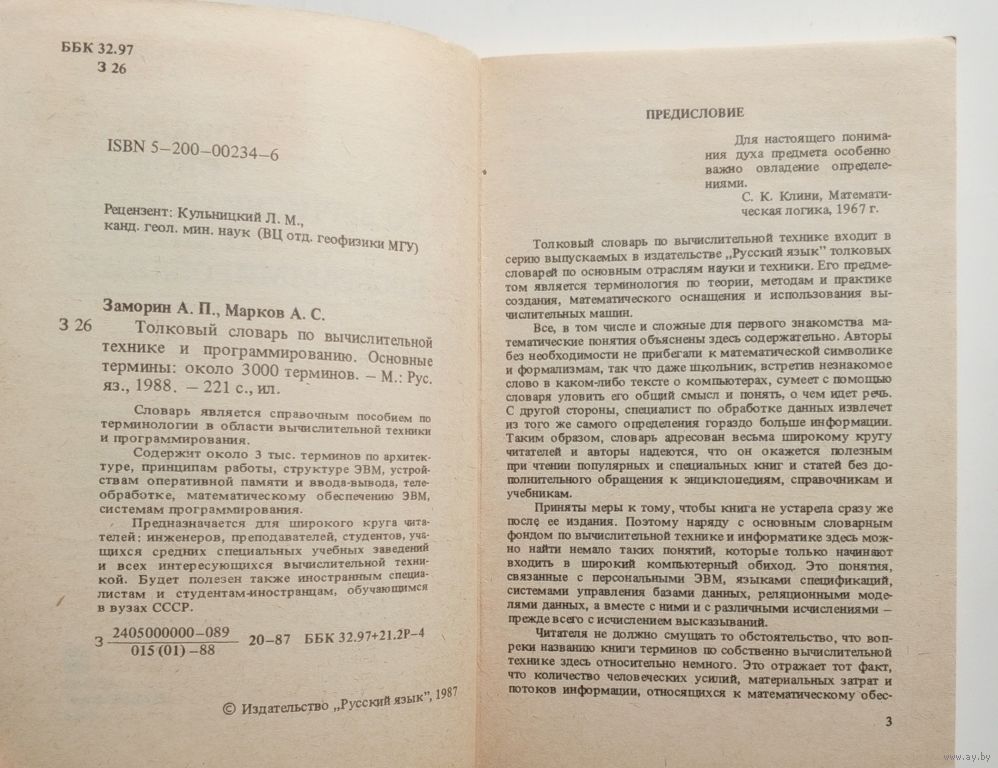 ББК 32.97
З 26
ISBN 5–200–00234–6
Рецензент: Кульницкий Л. М.,
канд. геол. мин. наук (ВЦ отд. геофизики МГУ)
Заморин А. П., Марков А. С.
З 26 Толковый словарь по вычислительной
технике и программированию. Основные
термины: около 3000 терминов. – М.: Рус.
яз., 1988. – 221 с., ил.
Словарь является справочным пособием по
терминологии в области вычислительной техники
и программирования.
Содержит около 3 тыс. терминов по архитек-
туре, принципам работы, структуре ЭВМ, устрой-
ствам оперативной памяти и ввода-вывода, теле-
обработке, математическому обеспечению ЭВМ,
системам программирования.
Предназначается для широкого круга чита-
телей: инженеров, преподавателей, студентов, уча-
щихся средних специальных учебных заведений
и всех интересующихся вычислительной техни-
кой. Будет полезен также иностранным специа-
листам и студентам-иностранцам, обучающимся
в вузах СССР.
З 2405000000–089 20–87 ББК 32.97+21.2Р–4
015(01)–88
© Издательство „Русский язык”, 1987
ПРЕДИСЛОВИЕ
Для настоящего понима-
ния духа предмета особенно
важно овладение определе-
ниями.
С. К. Клини, Математи-
ческая логика, 1967 г.
Толковый словарь по вычислительной технике входит в
серию выпускаемых в издательстве „Русский язык” толковых
словарей по основным отраслям науки и техники. Его предме-
том является терминология по теории, методам и практике
создания, математического оснащения и использования вы-
числительных машин.
Все, в том числе и сложные для первого знакомства ма-
тематические понятия объяснены здесь содержательно. Авторы
без необходимости не прибегали к математической символике
и формализмам, так что даже школьник, встретив незнакомое
слово в каком-либо тексте о компьютерах, сумеет с помощью
словаря уловить его общий смысл и понять, о чем идет речь.
С другой стороны, специалист по обработке данных извлечет
из того же самого определения гораздо больше информации.
Таким образом, словарь адресован весьма широкому кругу
читателей и авторы надеются, что он окажется полезным
при чтении популярных и специальных книг и статей без до-
полнительного обращения к энциклопедиям, справочникам и
учебникам.
Приняты меры к тому, чтобы книга не устарела сразу же
после ее издания. Поэтому наряду с основным словарным
фондом по вычислительной технике и информатике здесь мож-
но найти немало таких понятий, которые только начинают
входить в широкий компьютерный обиход. Это понятия,
связанные с персональными ЭВМ, языками спецификаций,
системами управления базами данных, реляционными моде-
лями данных, а вместе с ними и с различными исчислениями –
прежде всего с исчислением высказываний.
Читателя не должно смущать то обстоятельство, что воп-
реки названию книги терминов по собственно вычислительной
технике здесь относительно немного. Это отражает тот факт,
что количество человеческих усилий, материальных затрат и
потоков информации, относящихся к математическому обес-
3
www.ay.by